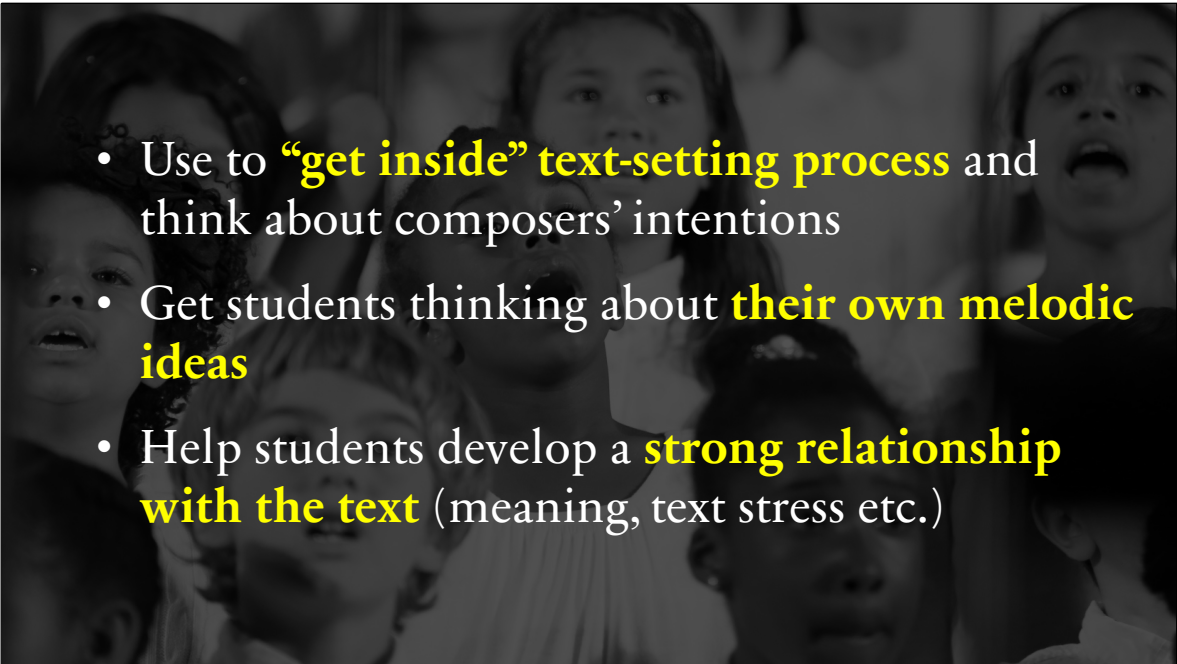 • Use to “get inside” text-setting process and
think about composers’ intentions
• Get students thinking about their own melodic
ideas
• Help students develop a strong relationship
with the text (meaning, text stress etc.)